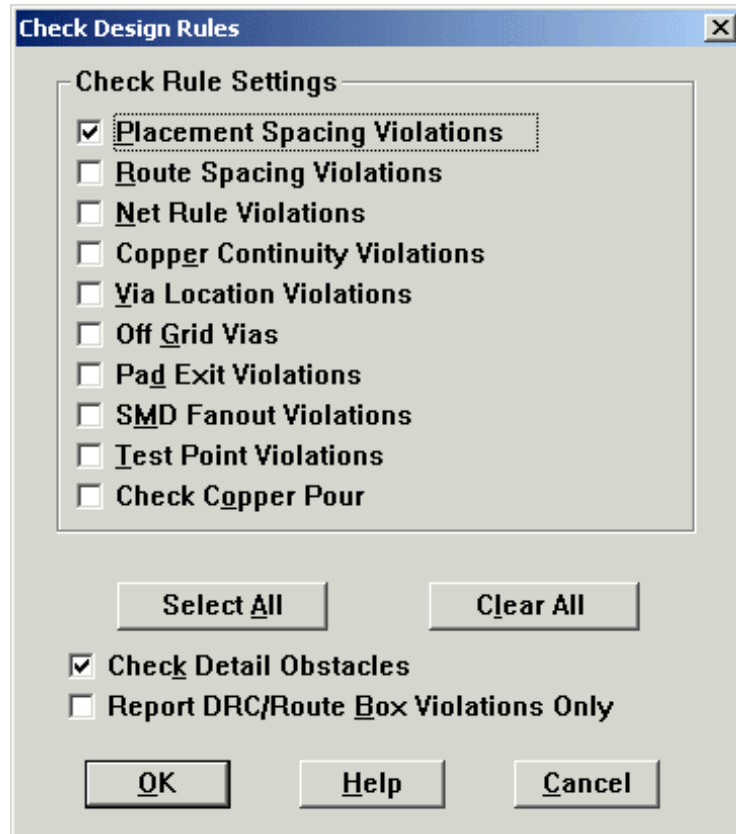 Check Design Rules
Check Rule Settings
Placement Spacing Violations
Route Spacing Violations
Net Rule Violations
Copper Continuity Violations
Via Location Violations
Off Grid Vias
Pad Exit Violations
SMD Fanout Violations
Test Point Violations
Check Copper Pour
Select All Clear All
Check Detail Obstacles
Report DRC/Route Box Violations Only
OK Help Cancel